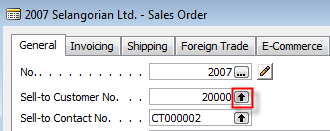 2007 Selangorian Ltd. - Sales Order
General Invoicing Shipping Foreign Trade E-Commerce
No. . . . . . . . . . . . 2007 ...
Sell-to Customer No. . . . 20000
Sell-to Contact No. . . . . CT000002